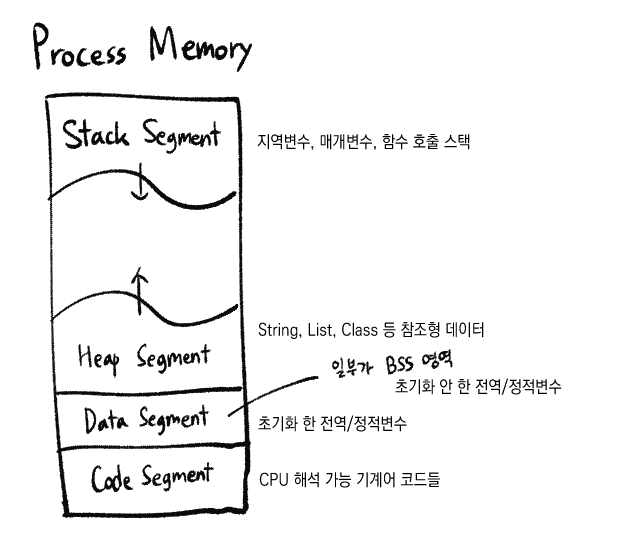 Process Memory
Stack Segment
지역변수, 매개변수, 함수 호출 스택
String, List, Class 등 참조형 데이터
Heap Segment
일부가 BSS 영역
초기화 안 한 전역/정적변수
Data Segment
초기화 한 전역/정적변수
Code Segment
CPU 해석 가능 기계어 코드들